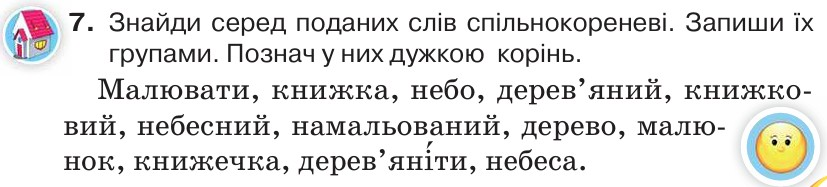 7. Знайди серед поданих слів спільнокореневі. Запиши їх
групами. Познач у них дужкою корінь.
Малювати, книжка, небо, дерев’яний, книжко-
вий, небесний, намальований, дерево, малю-
нок, книжечка, дерев’яні́ти, небеса.